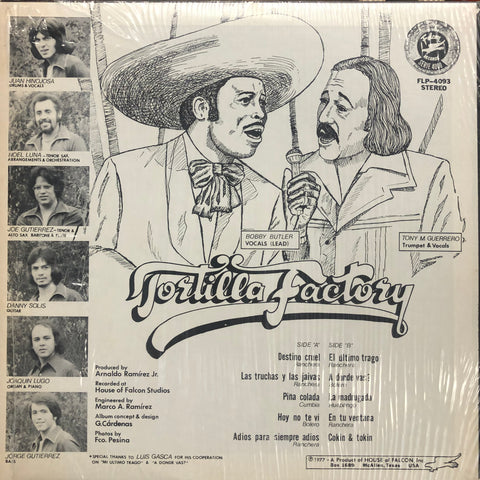 FLP-4093
STEREO
JUAN HINOJOSA
DRUMS & VOCALS
NOEL LUNA - TENOR SAX,
ARRANGEMENTS & ORCHESTRATION
JOE GUTIERREZ-TENOR &
ALTO SAX, BARITONE & FLUTE
DANNY SOLIS
GUITAR
JOAQUIN LUGO
ORGAN & PIANO
JORGE GUTIERREZ
BASS
BOBBY BUTLER
VOCALS (LEAD)
TONY M GUERRERO
Trumpet & Vocals
Tortilla Factory
Produced by
Arnaldo Ramírez Jr.
Recorded at
House of Falcon Studios
Engineered by
Marco A. Ramírez
Album concept & design
G.Cárdenas
Photos by
Fco. Pesina
SIDE 'A'
Destino cruel
Ranchera
Las truchas y las jaivas
Ranchera
Piña colada
Cumbia
Hoy no te vi
Bolero
Adios para siempre adios
Ranchera
SIDE 'B'
El último trago
Ranchera
A donde vas?
La madrugada
Huapango
En tu ventana
Ranchera
Cokin & tokin
* SPECIAL THANKS TO LUIS GASCA FOR HIS COOPERATION
ON "MI ULTIMO TRAGO" & "A DONDE VAS?"
℗ 1977 - A Product of HOUSE of FALCON, Inc
Box 1689 McAllen, Texas USA